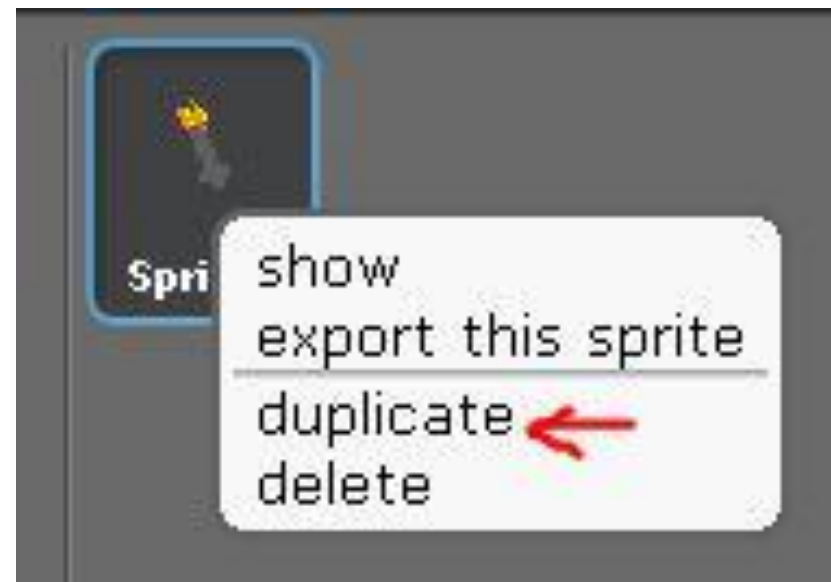 Spri
show
export this sprite
duplicate
delete